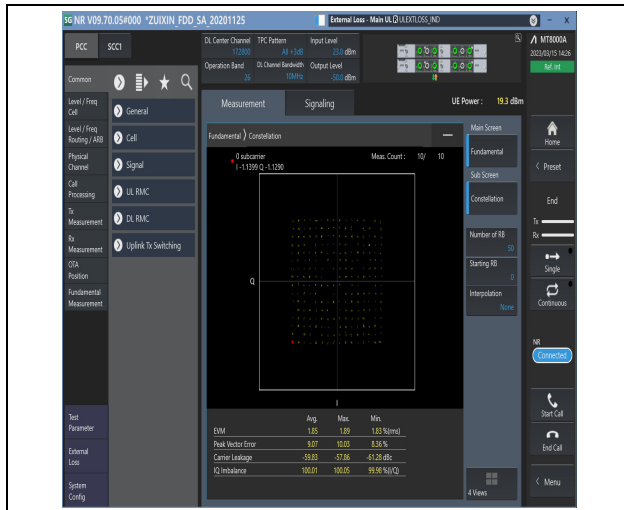 5G NR V09.70.05#000 *ZUIXIN_FDD_SA_20201125
External Loss - Main UL ULEXTLOSS_IND
PCC
SCC1
DL Center Channel
172800
TPC Pattern
All +3dB
Input Level
25.0 dBm
Operation Band
26
DL Channel Bandwidth
10MHz
Output Level
-50.0 dBm
MT8000A
2023/03/15 14:26
Ref. Int
Common
Level / Freq
Cell
Level / Freq
Routing / ARB
Physical
Channel
Call
Processing
Tx
Measurement
Rx
Measurement
OTA
Position
Fundamental
Measurement
Test
Parameter
External
Loss
System
Config
General
Cell
Signal
UL RMC
DL RMC
Uplink Tx Switching
Measurement
Signaling
UE Power : 19.3 dBm
Fundamental 〉 Constellation
0 subcarrier
I -1.1399 Q -1.1290
Meas. Count : 10/ 10
Q
I
Avg. Max. Min.
EVM 1.85 1.89 1.83 %(rms)
Peak Vector Error 9.07 10.03 8.36 %
Carrier Leakage -59.83 -57.86 -61.28 dBc
IQ Imbalance 100.01 100.05 99.98 %(I/Q)
Main Screen
Fundamental
Sub Screen
Constellation
Number of RB
50
Starting RB
0
Interpolation
None
4 Views
Home
Preset
End
Tx
Rx
Single
Continuous
NR
Connected
Start Call
End Call
Menu